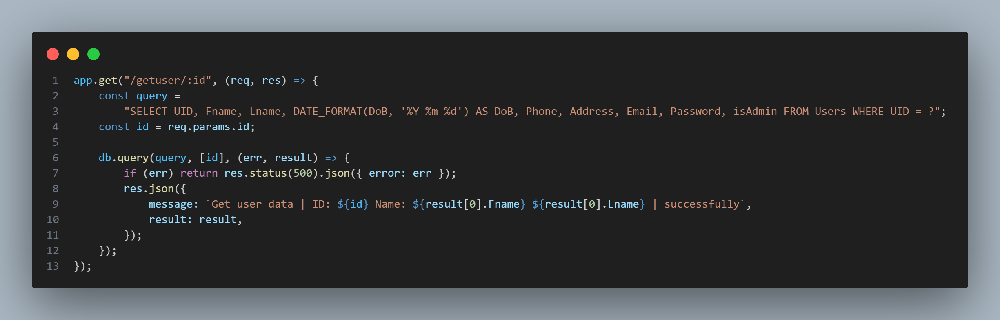 1 app.get("/getuser/:id", (req, res) => {
2     const query =
3         "SELECT UID, Fname, Lname, DATE_FORMAT(DoB, '%Y-%m-%d') AS DoB, Phone, Address, Email, Password, isAdmin FROM Users WHERE UID = ?";
4     const id = req.params.id;
5
6     db.query(query, [id], (err, result) => {
7         if (err) return res.status(500).json({ error: err });
8         res.json({
9             message: `Get user data | ID: ${id} Name: ${result[0].Fname} ${result[0].Lname} | successfully`,
10             result: result,
11         });
12     });
13 });